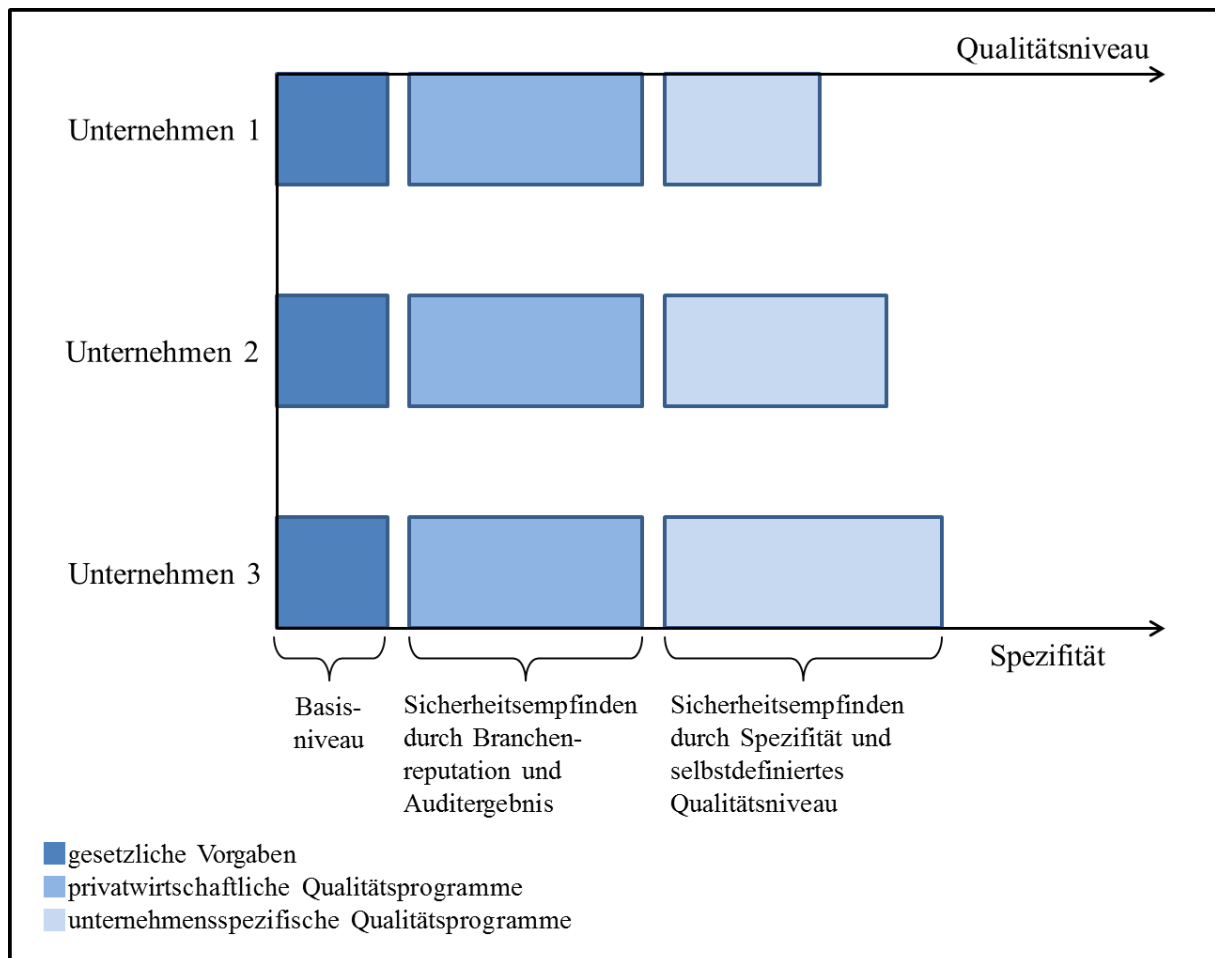 Qualitätsniveau
Unternehmen 1
Unternehmen 2
Unternehmen 3
Spezifität
Basis-
niveau
Sicherheitsempfinden
durch Branchen-
reputation und
Auditergebnis
Sicherheitsempfinden
durch Spezifität und
selbstdefiniertes
Qualitätsniveau
gesetzliche Vorgaben
privatwirtschaftliche Qualitätsprogramme
unternehmensspezifische Qualitätsprogramme